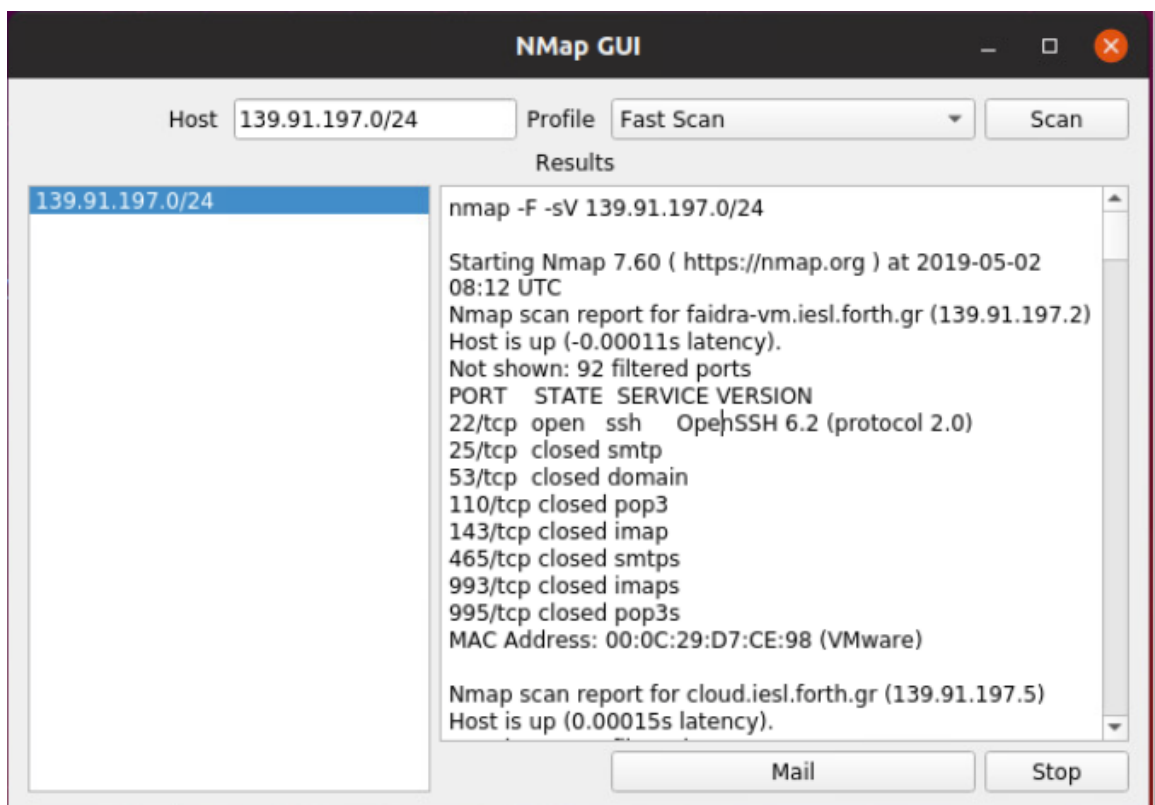 NMap GUI
Host 139.91.197.0/24 Profile Fast Scan Scan
Results
139.91.197.0/24
nmap -F -sV 139.91.197.0/24
Starting Nmap 7.60 ( https://nmap.org ) at 2019-05-02
08:12 UTC
Nmap scan report for faidra-vm.iesl.forth.gr (139.91.197.2)
Host is up (-0.00011s latency).
Not shown: 92 filtered ports
PORT STATE SERVICE VERSION
22/tcp open ssh OpenSSH 6.2 (protocol 2.0)
25/tcp closed smtp
53/tcp closed domain
110/tcp closed pop3
143/tcp closed imap
465/tcp closed smtps
993/tcp closed imaps
995/tcp closed pop3s
MAC Address: 00:0C:29:D7:CE:98 (VMware)
Nmap scan report for cloud.iesl.forth.gr (139.91.197.5)
Host is up (0.00015s latency).
Mail Stop